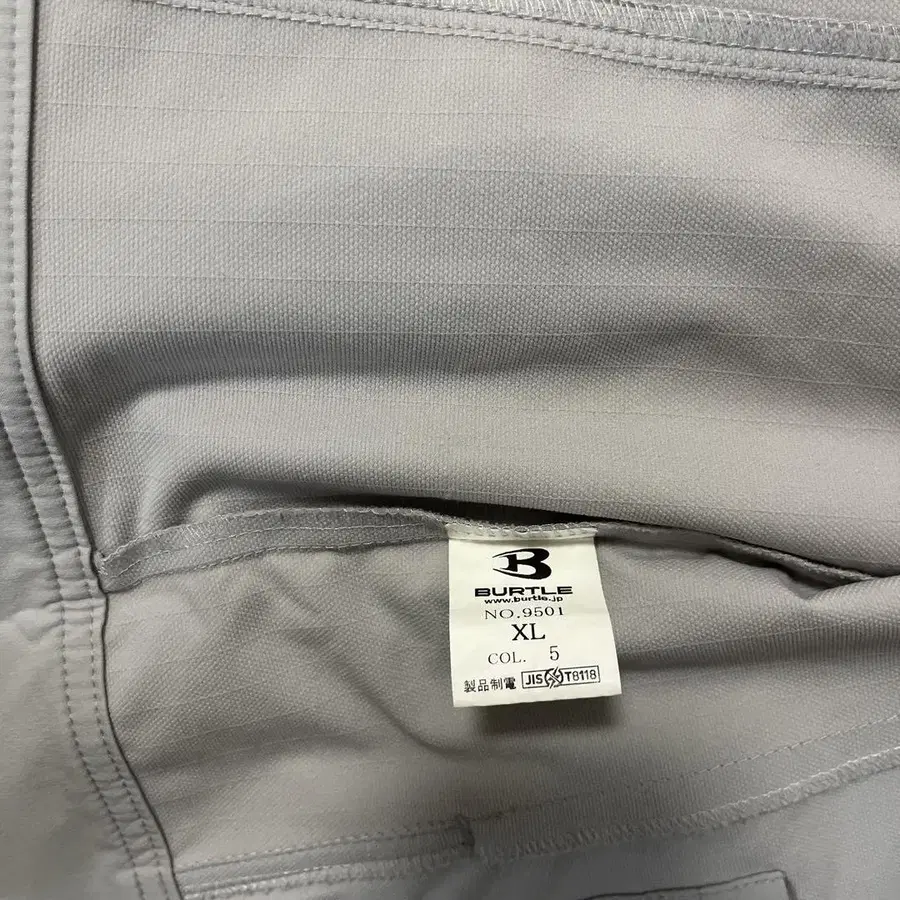 B
BURTLE
www.burtle.jp
NO.9501
XL
COL. 5
製品制電 JIS T8118